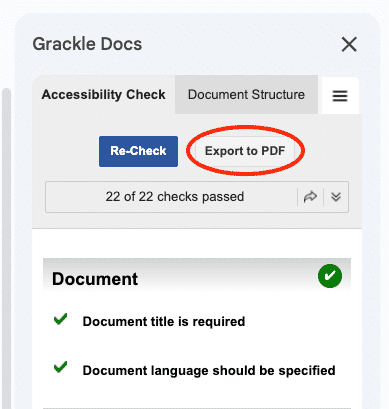 Grackle Docs
Accessibility Check Document Structure
Re-Check Export to PDF
22 of 22 checks passed
Document
Document title is required
Document language should be specified